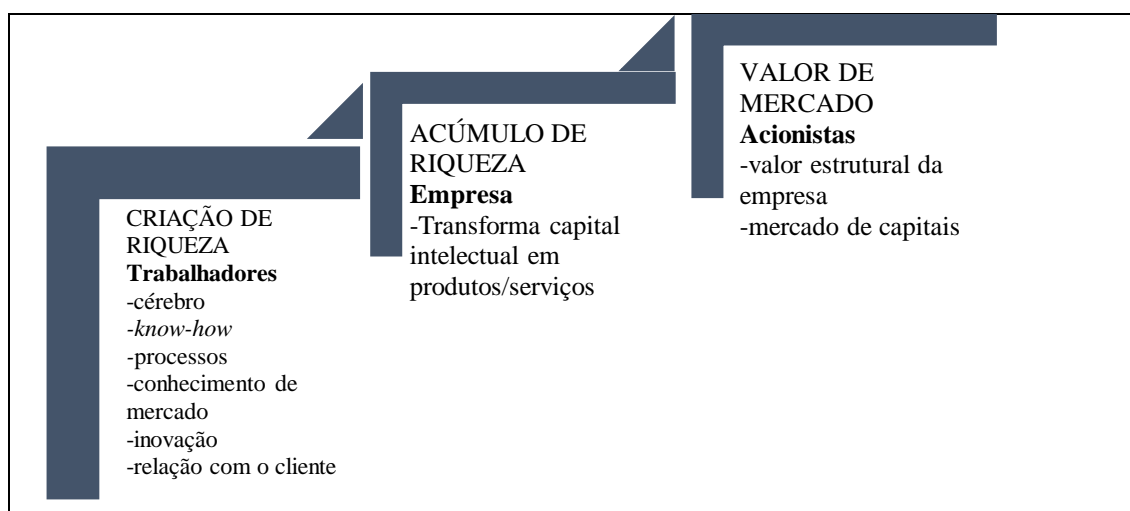 CRIAÇÃO DE
RIQUEZA
Trabalhadores
-cérebro
-know-how
-processos
-conhecimento de
mercado
-inovação
-relação com o cliente
ACÚMULO DE
RIQUEZA
Empresa
-Transforma capital
intelectual em
produtos/serviços
VALOR DE
MERCADO
Acionistas
-valor estrutural da
empresa
-mercado de capitais